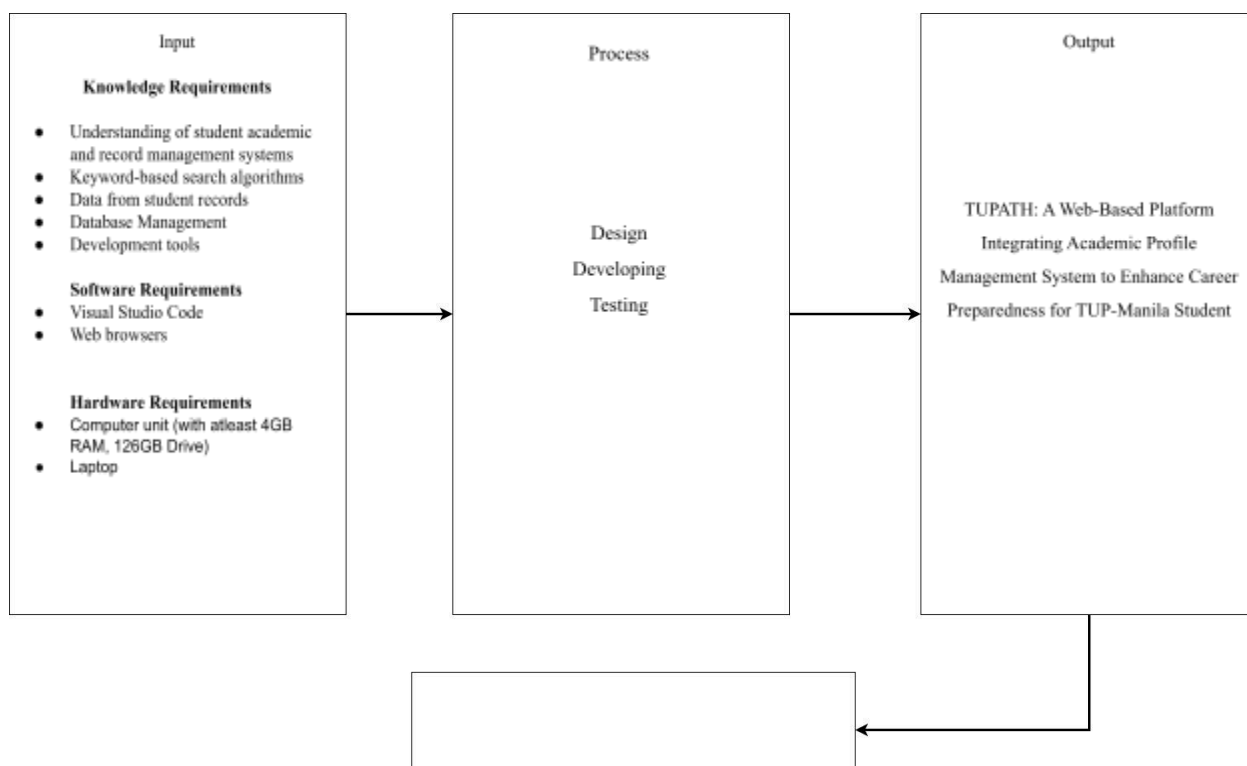 Input
Knowledge Requirements
● Understanding of student academic
and record management systems
● Keyword-based search algorithms
● Data from student records
● Database Management
● Development tools
Software Requirements
● Visual Studio Code
● Web browsers
Hardware Requirements
● Computer unit (with atleast 4GB
RAM, 126GB Drive)
● Laptop
Process
Design
Developing
Testing
Output
TUPATH: A Web-Based Platform
Integrating Academic Profile
Management System to Enhance Career
Preparedness for TUP-Manila Student